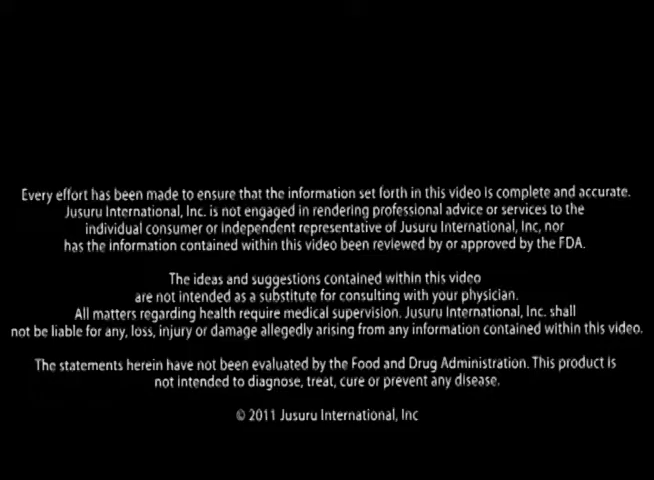 Every effort has been made to ensure that the information set forth in this video is complete and accurate.
Jusuru International, Inc. is not engaged in rendering professional advice or services to the
individual consumer or independent representative of Jusuru International, Inc, nor
has the information contained within this video been reviewed by or approved by the FDA.
The ideas and suggestions contained within this video
are not intended as a substitute for consulting with your physician.
All matters regarding health require medical supervision. Jusuru International, Inc. shall
not be liable for any, loss, injury or damage allegedly arising from any information contained within this video.
The statements herein have not been evaluated by the Food and Drug Administration. This product is
not intended to diagnose, treat, cure or prevent any disease.
© 2011 Jusuru International, Inc